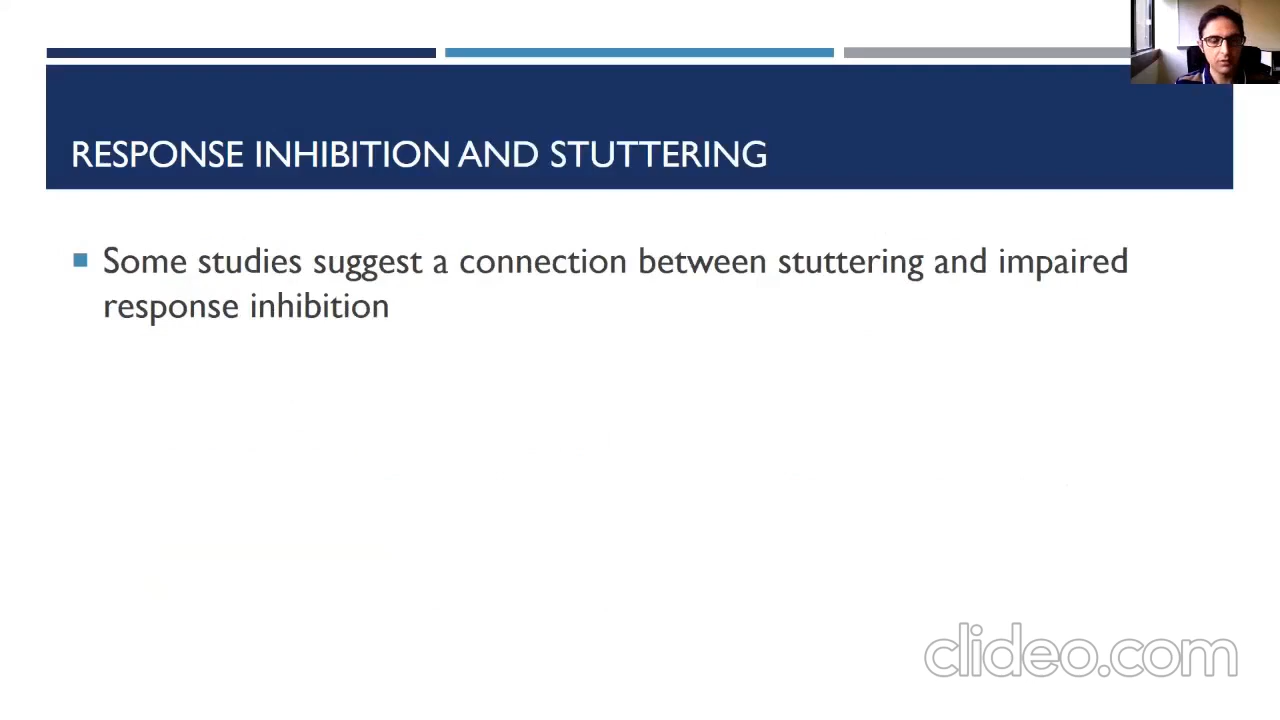 RESPONSE INHIBITION AND STUTTERING
Some studies suggest a connection between stuttering and impaired
response inhibition
clideo.com